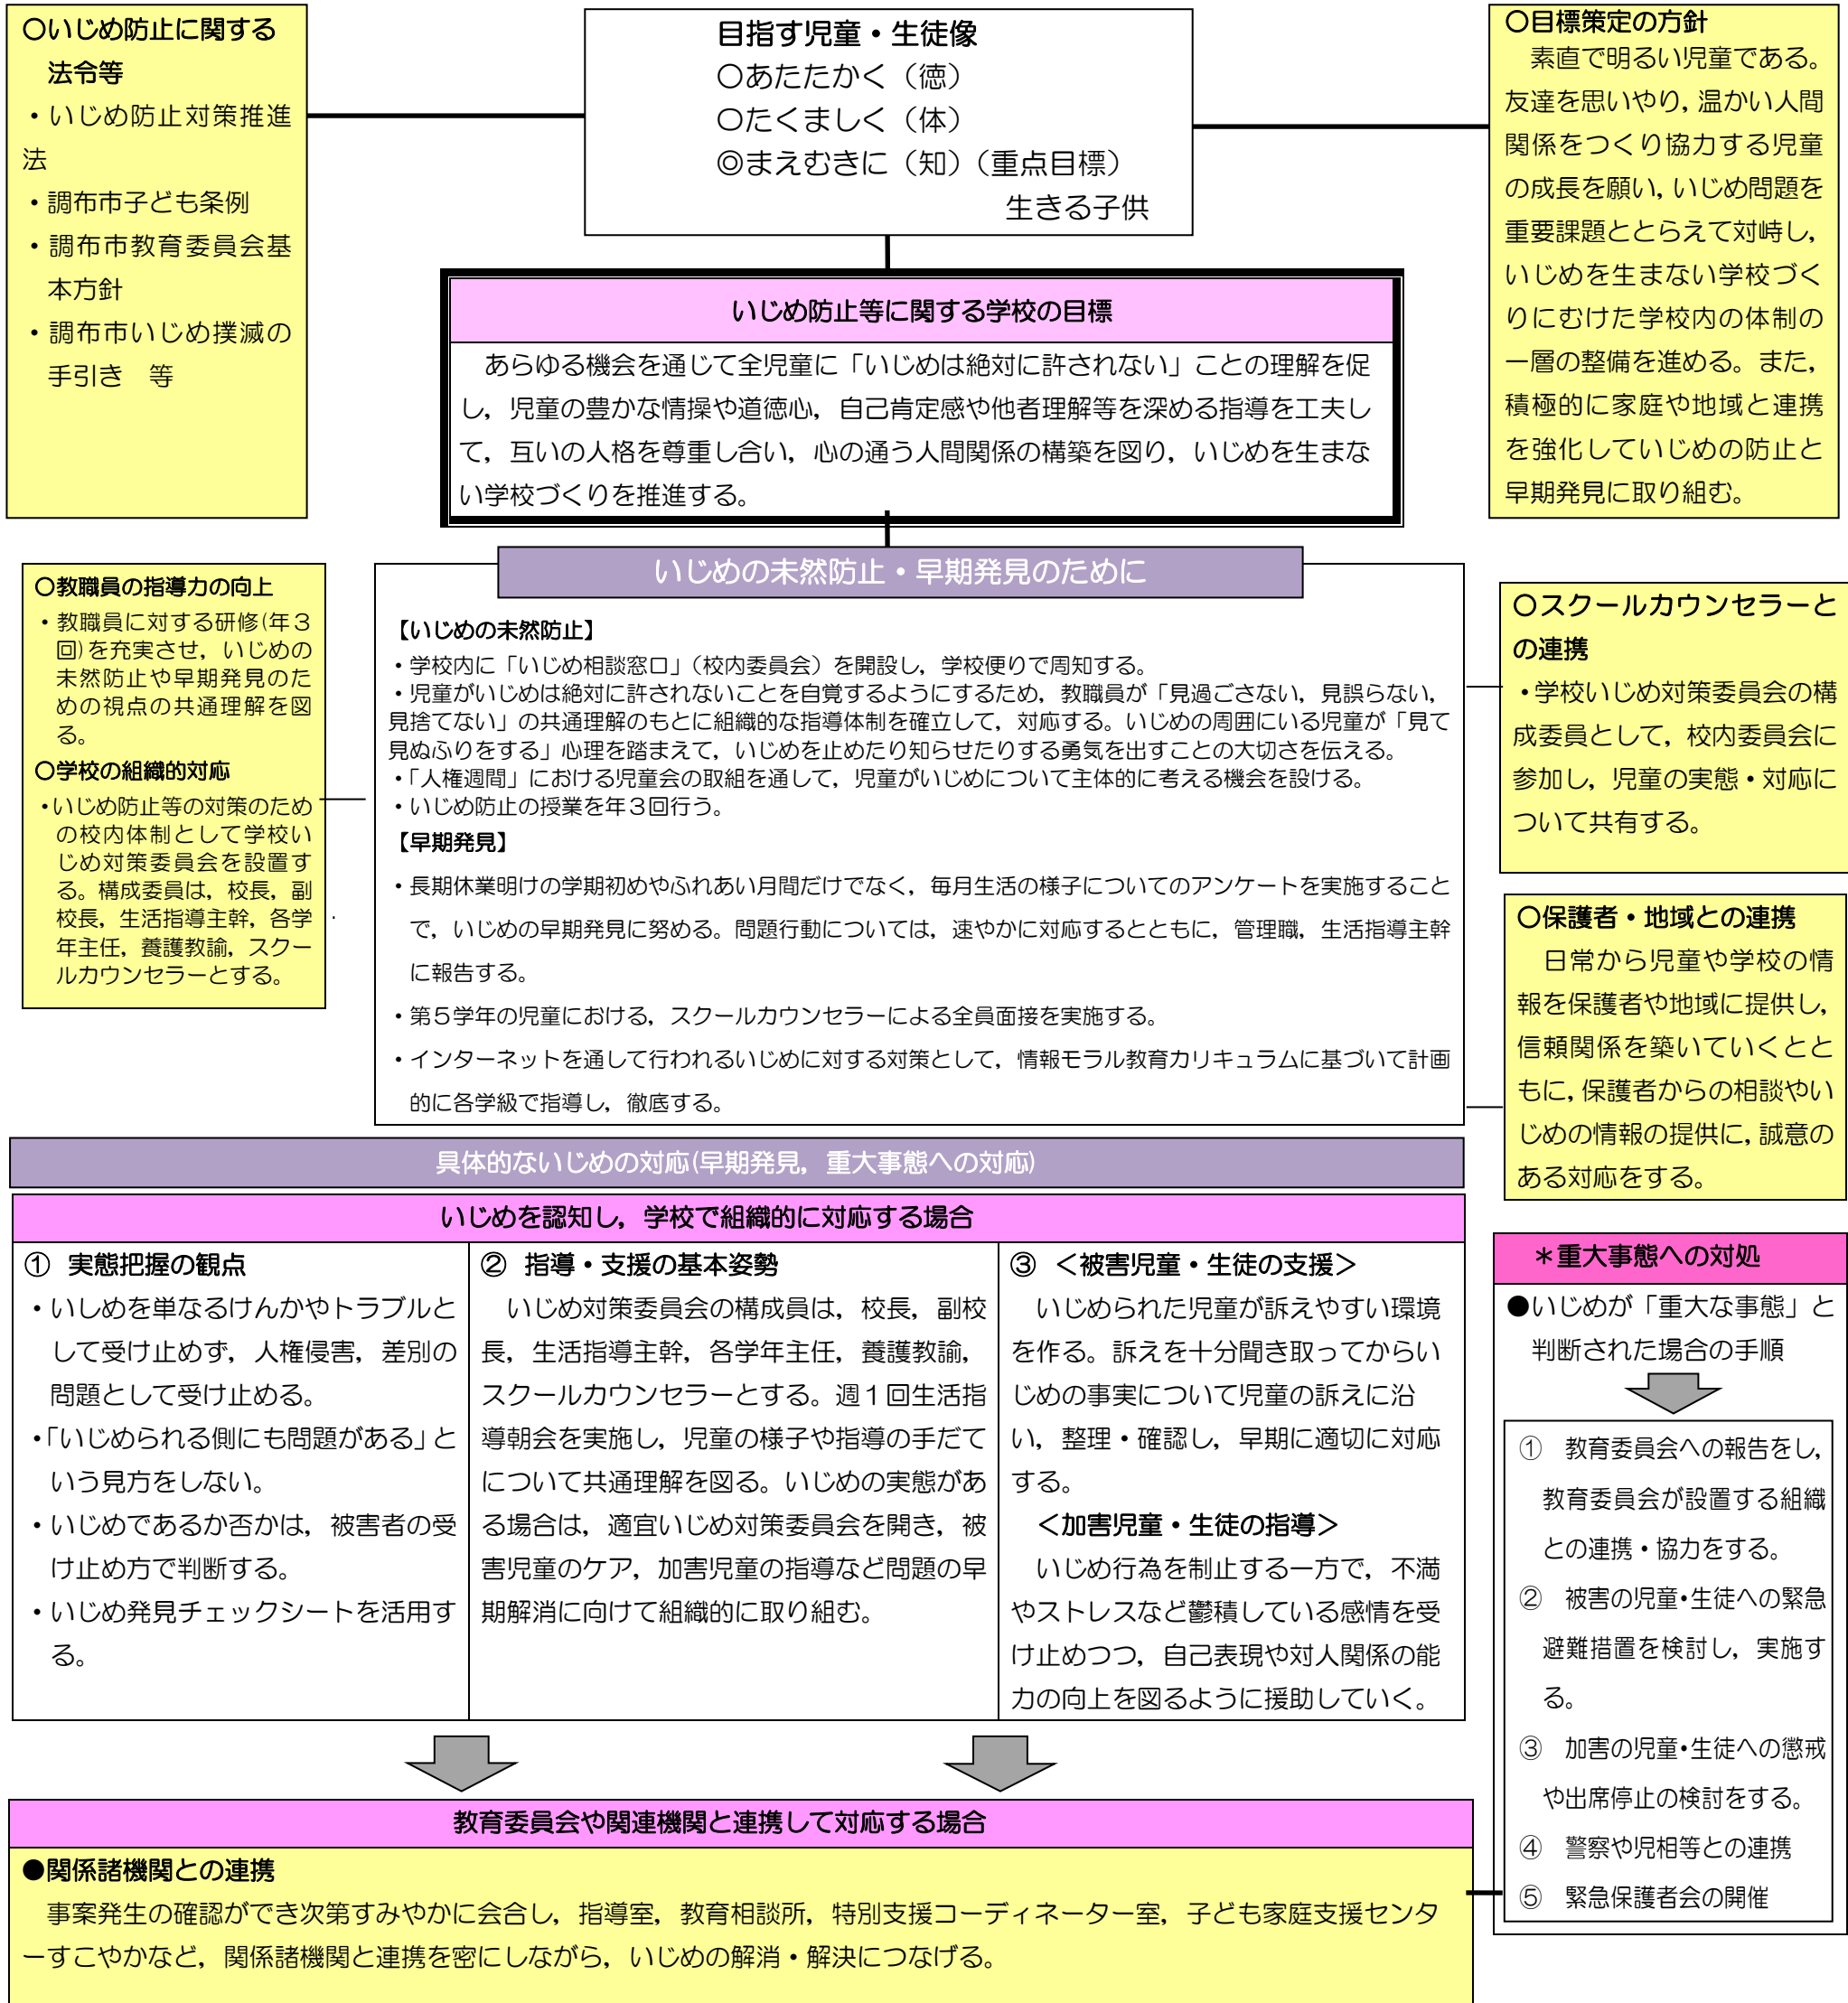 〇いじめ防止に関する
法令等
・いじめ防止対策推進
法
・調布市子ども条例
・調布市教育委員会基
本方針
・調布市いじめ撲滅の
手引き　等
目指す児童・生徒像
〇あたたかく（徳）
〇たくましく（体）
◎まえむきに（知）（重点目標）
生きる子供
〇目標策定の方針
素直で明るい児童である。
友達を思いやり，温かい人間
関係をつくり協力する児童
の成長を願い，いじめ問題を
重要課題ととらえて対峙し，
いじめを生まない学校づく
りにむけた学校内の体制の
一層の整備を進める。また，
積極的に家庭や地域と連携
を強化していじめの防止と
早期発見に取り組む。
いじめ防止等に関する学校の目標
あらゆる機会を通じて全児童に「いじめは絶対に許されない」ことの理解を促
し，児童の豊かな情操や道徳心，自己肯定感や他者理解等を深める指導を工夫し
て，互いの人格を尊重し合い，心の通う人間関係の構築を図り，いじめを生まな
い学校づくりを推進する。
〇教職員の指導力の向上
・教職員に対する研修(年３
回)を充実させ，いじめの
未然防止や早期発見のた
めの視点の共通理解を図
る。
〇学校の組織的対応
・いじめ防止等の対策のため
の校内体制として学校い
じめ対策委員会を設置す
る。構成委員は，校長，副
校長，生活指導主幹，各学
年主任，養護教諭，スクー
ルカウンセラーとする。
いじめの未然防止・早期発見のために
【いじめの未然防止】
・学校内に「いじめ相談窓口」（校内委員会）を開設し，学校便りで周知する。
・児童がいじめは絶対に許されないことを自覚するようにするため，教職員が「見過ごさない，見誤らない，
見捨てない」の共通理解のもとに組織的な指導体制を確立して，対応する。いじめの周囲にいる児童が「見て
見ぬふりをする」心理を踏まえて，いじめを止めたり知らせたりする勇気を出すことの大切さを伝える。
・「人権週間」における児童会の取組を通して，児童がいじめについて主体的に考える機会を設ける。
・いじめ防止の授業を年３回行う。
【早期発見】
・長期休業明けの学期初めやふれあい月間だけでなく，毎月生活の様子についてのアンケートを実施すること
で，いじめの早期発見に努める。問題行動については，速やかに対応するとともに，管理職，生活指導主幹
に報告する。
・第５学年の児童における，スクールカウンセラーによる全員面接を実施する。
・インターネットを通して行われるいじめに対する対策として，情報モラル教育カリキュラムに基づいて計画
的に各学級で指導し，徹底する。
〇スクールカウンセラーと
の連携
・学校いじめ対策委員会の構
成委員として，校内委員会に
参加し，児童の実態・対応に
ついて共有する。
〇保護者・地域との連携
日常から児童や学校の情
報を保護者や地域に提供し，
信頼関係を築いていくとと
もに，保護者からの相談やい
じめの情報の提供に，誠意の
ある対応をする。
具体的ないじめの対応(早期発見，重大事態への対応)
いじめを認知し，学校で組織的に対応する場合
①　実態把握の観点
・いしめを単なるけんかやトラブルと
して受け止めず，人権侵害，差別の
問題として受け止める。
・「いじめられる側にも問題がある」と
いう見方をしない。
・いじめであるか否かは，被害者の受
け止め方で判断する。
・いじめ発見チェックシートを活用す
る。
②　指導・支援の基本姿勢
いじめ対策委員会の構成員は，校長，副校
長，生活指導主幹，各学年主任，養護教諭，
スクールカウンセラーとする。週１回生活指
導朝会を実施し，児童の様子や指導の手だて
について共通理解を図る。いじめの実態があ
る場合は，適宜いじめ対策委員会を開き，被
害児童のケア，加害児童の指導など問題の早
期解消に向けて組織的に取り組む。
③　＜被害児童・生徒の支援＞
いじめられた児童が訴えやすい環境
を作る。訴えを十分聞き取ってからい
じめの事実について児童の訴えに沿
い，整理・確認し，早期に適切に対応
する。
＜加害児童・生徒の指導＞
いじめ行為を制止する一方で，不満
やストレスなど鬱積している感情を受
け止めつつ，自己表現や対人関係の能
力の向上を図るように援助していく。
＊重大事態への対処
●いじめが「重大な事態」と
判断された場合の手順
①　教育委員会への報告をし，
教育委員会が設置する組織
との連携・協力をする。
②　被害の児童・生徒への緊急
避難措置を検討し，実施す
る。
③　加害の児童・生徒への懲戒
や出席停止の検討をする。
④　警察や児相等との連携
⑤　緊急保護者会の開催
教育委員会や関連機関と連携して対応する場合
●関係諸機関との連携
事案発生の確認ができ次第すみやかに会合し，指導室，教育相談所，特別支援コーディネーター室，子ども家庭支援センタ
ーすこやかなど，関係諸機関と連携を密にしながら，いじめの解消・解決につなげる。